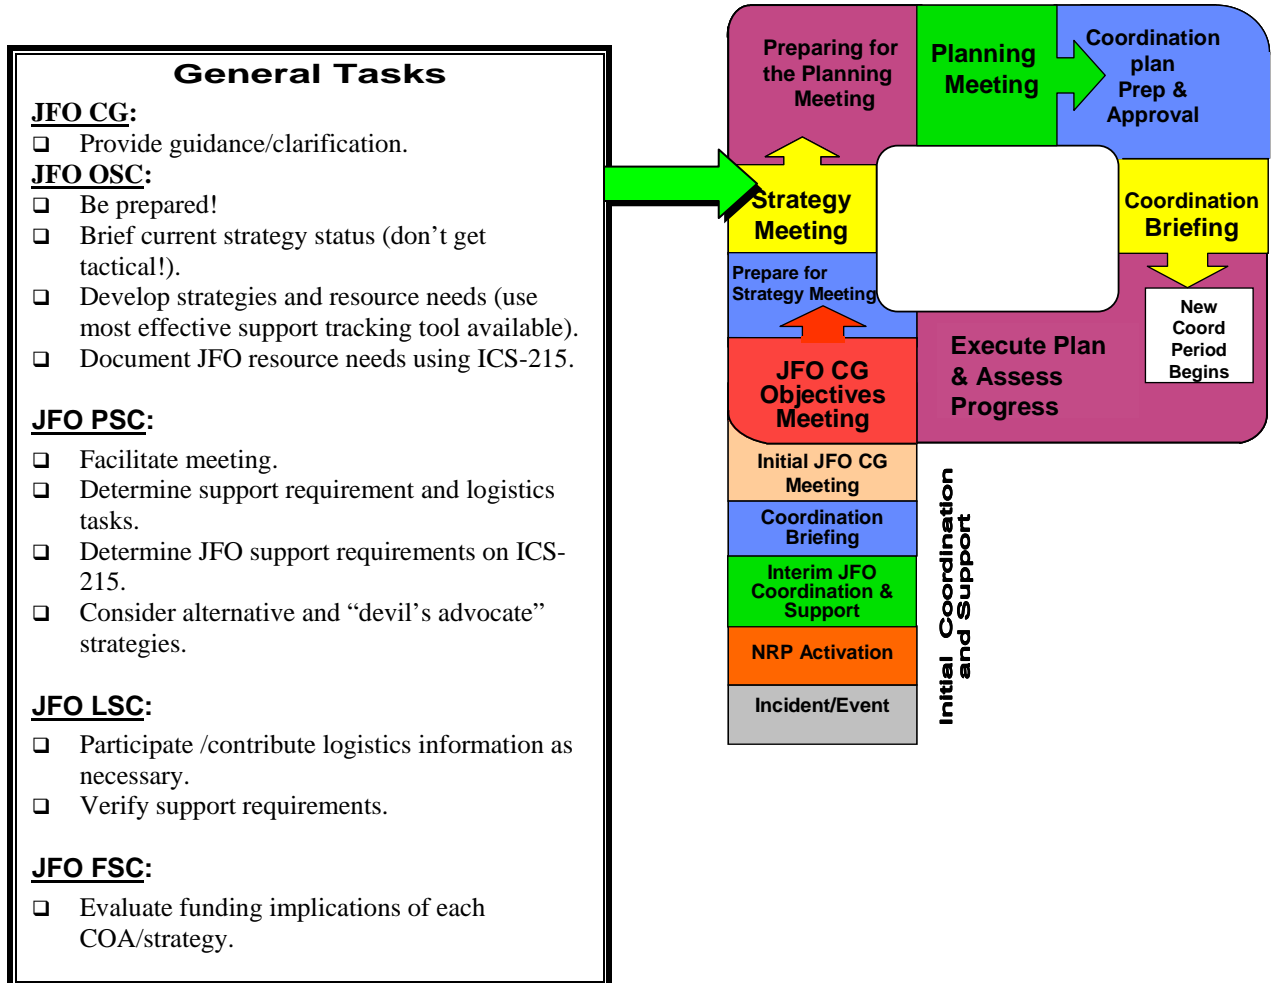 General Tasks
JFO CG:
❑ Provide guidance/clarification.
JFO OSC:
❑ Be prepared!
❑ Brief current strategy status (don’t get
tactical!).
❑ Develop strategies and resource needs (use
most effective support tracking tool available).
❑ Document JFO resource needs using ICS-215.
JFO PSC:
❑ Facilitate meeting.
❑ Determine support requirement and logistics
tasks.
❑ Determine JFO support requirements on ICS-
215.
❑ Consider alternative and “devil’s advocate”
strategies.
JFO LSC:
❑ Participate /contribute logistics information as
necessary.
❑ Verify support requirements.
JFO FSC:
❑ Evaluate funding implications of each
COA/strategy.
Preparing for
the Planning
Meeting
Planning
Meeting
Coordination
plan
Prep &
Approval
Strategy
Meeting
Coordination
Briefing
Prepare for
Strategy Meeting
New
Coord
Period
Begins
JFO CG
Objectives
Meeting
Execute Plan
& Assess
Progress
Initial JFO CG
Meeting
Coordination
Briefing
Interim JFO
Coordination &
Support
NRP Activation
Incident/Event
Initial Coordination
and Support